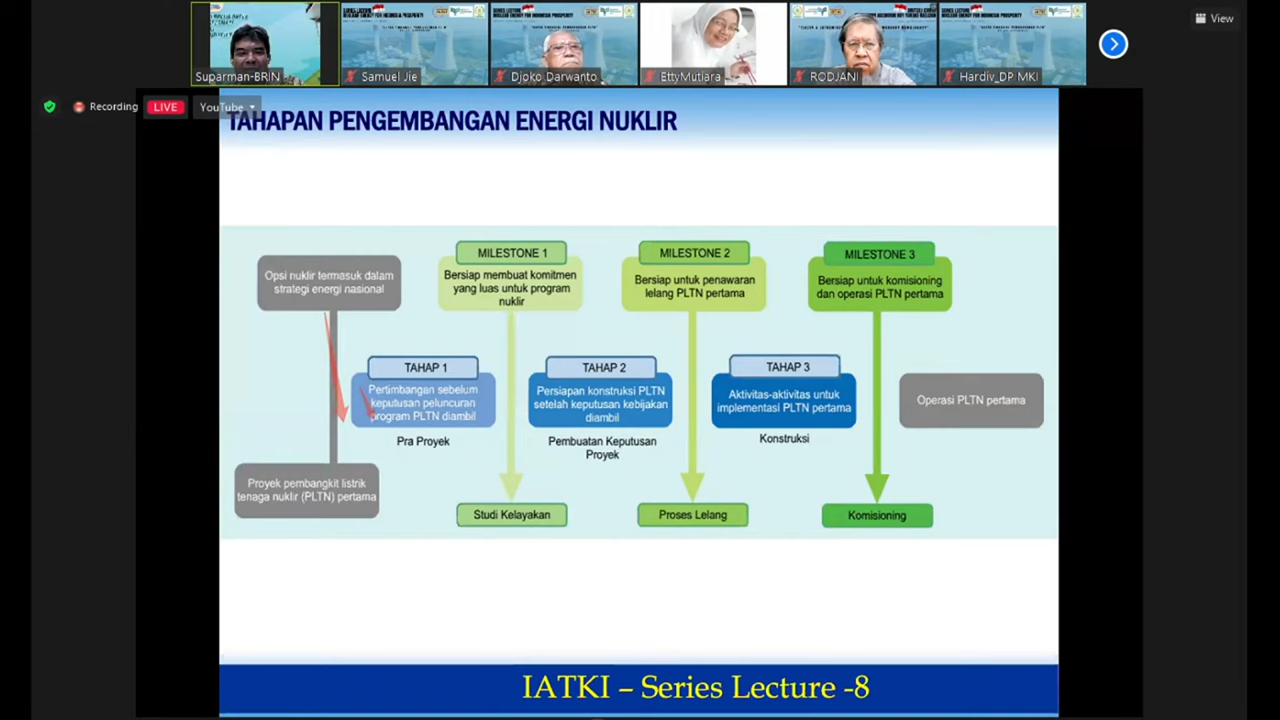 View
Suparman-BRIN
Samuel Jie
Djoko Darwanto
EttyMutiara
RODJANI
Hardiv_DP MKI
Recording
LIVE
YouTube
TAHAPAN PENGEMBANGAN ENERGI NUKLIR
Opsi nuklir termasuk dalam
strategi energi nasional
MILESTONE 1
Bersiap membuat komitmen
yang luas untuk program
nuklir
MILESTONE 2
Bersiap untuk penawaran
lelang PLTN pertama
MILESTONE 3
Bersiap untuk komisioning
dan operasi PLTN pertama
TAHAP 1
Pertimbangan sebelum
keputusan peluncuran
program PLTN diambil
Pra Proyek
TAHAP 2
Persiapan konstruksi PLTN
setelah keputusan kebijakan
diambil
Pembuatan Keputusan
Proyek
TAHAP 3
Aktivitas-aktivitas untuk
implementasi PLTN pertama
Konstruksi
Operasi PLTN pertama
Proyek pembangkit listrik
tenaga nuklir (PLTN) pertama
Studi Kelayakan
Proses Lelang
Komisioning
IATKI – Series Lecture -8